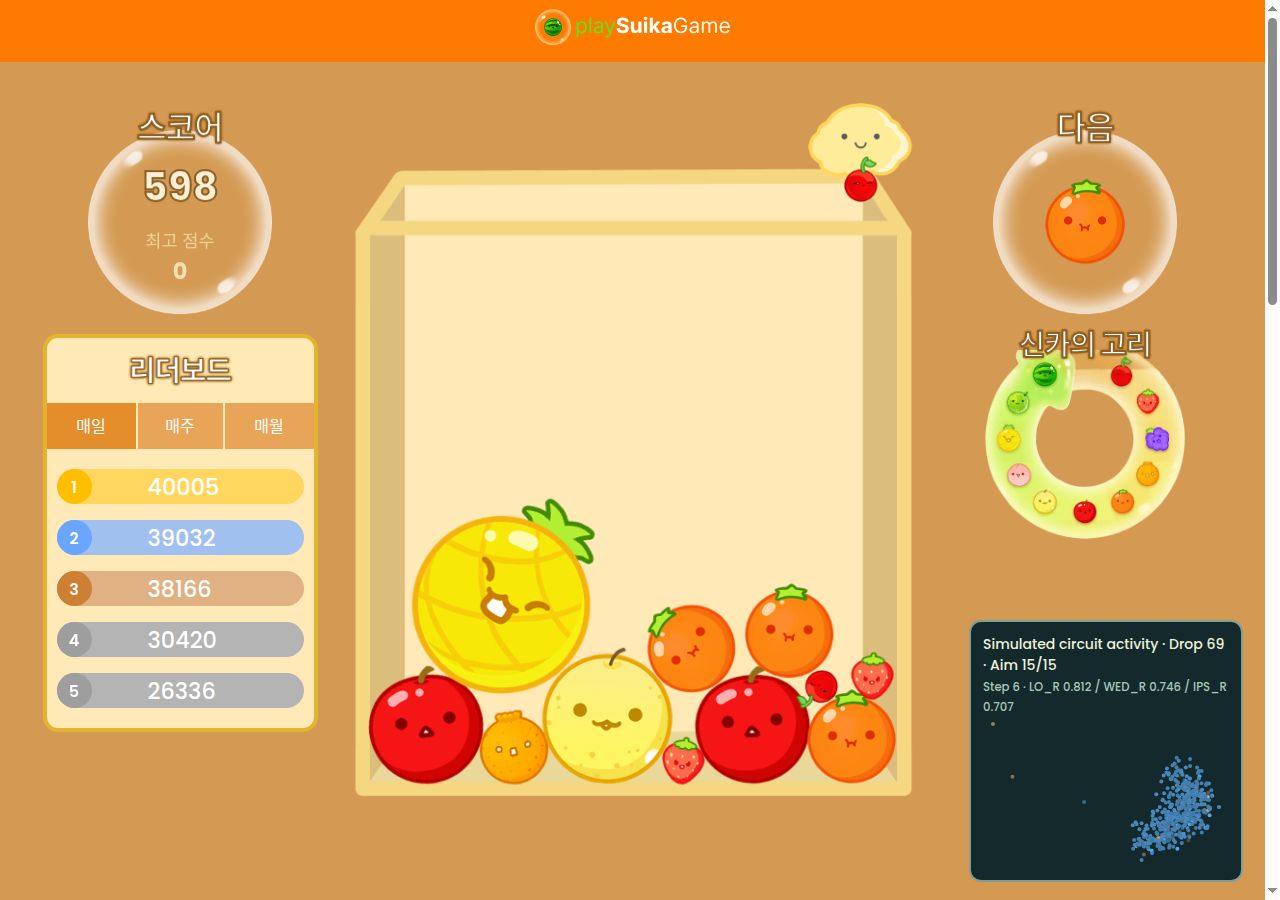 playSuikaGame
스코어
598
최고 점수
0
리더보드
매일 매주 매월
1 40005
2 39032
3 38166
4 30420
5 26336
다음
신카의 고리
Simulated circuit activity · Drop 69
· Aim 15/15
Step 6 · LO_R 0.812 / WED_R 0.746 / IPS_R
0.707